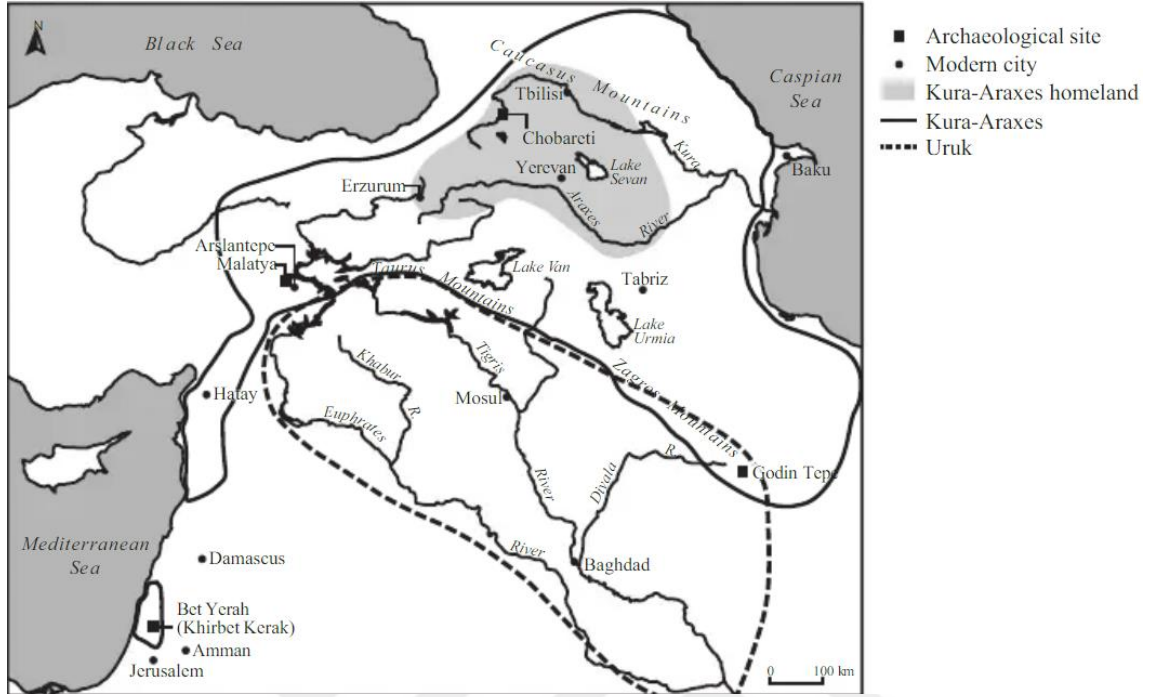 N
Black Sea
Caucasus Mountains
Caspian
Sea
Tbilisi
Chobareti
Kura
Baku
Yerevan
Lake
Sevan
Erzurum
Araxes
River
Arslantepe
Malatya
Taurus Mountains
Lake Van
Tabriz
Lake
Urmia
Khabur R.
Tigris
River
Zagros Mountains
Hatay
Mosul
Euphrates
River
Diyala R.
Godin Tepe
Mediterranean
Sea
Damascus
Baghdad
Bet Yerah
(Khirbet Kerak)
Amman
Jerusalem
0 100 km
Archaeological site
Modern city
Kura-Araxes homeland
Kura-Araxes
Uruk